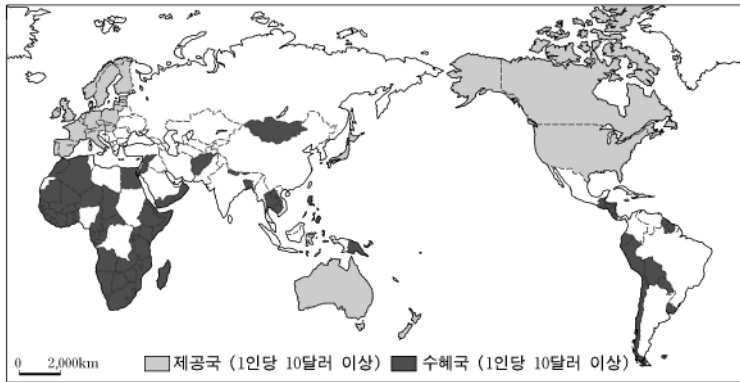 0 2,000km 제공국 (1인당 10달러 이상) 수혜국 (1인당 10달러 이상)